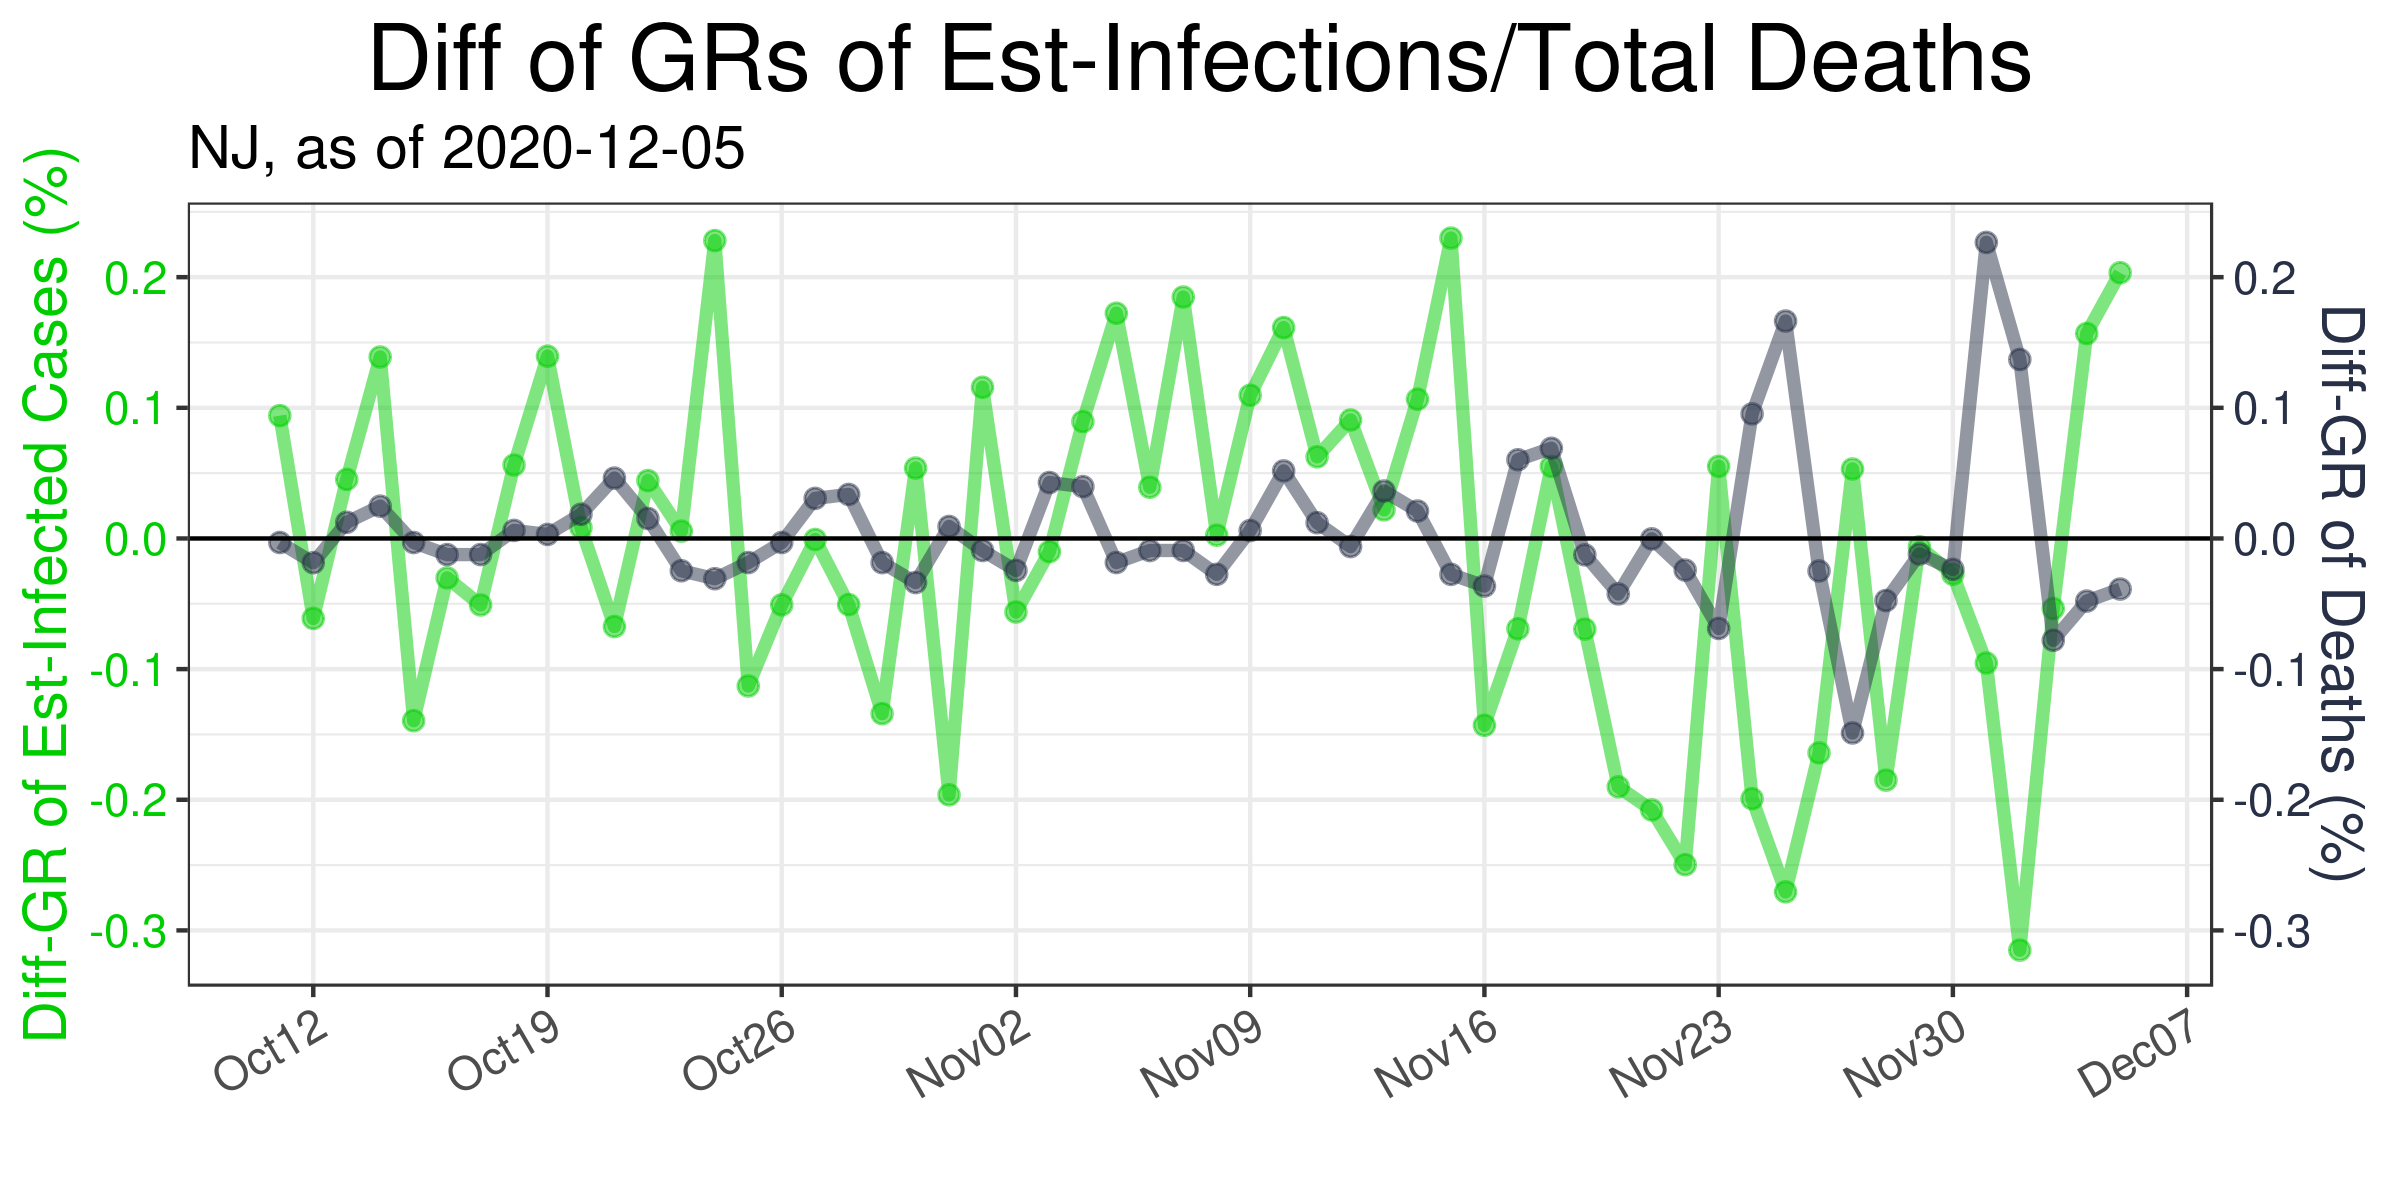 Diff of GRs of Est-Infections/Total Deaths
NJ, as of 2020-12-05
Diff-GR of Est-Infected Cases (%)
0.2
0.1
0.0
-0.1
-0.2
-0.3
0.2
0.1
0.0
-0.1
-0.2
-0.3
Diff-GR of Deaths (%)
Oct12
Oct19
Oct26
Nov02
Nov09
Nov16
Nov23
Nov30
Dec07